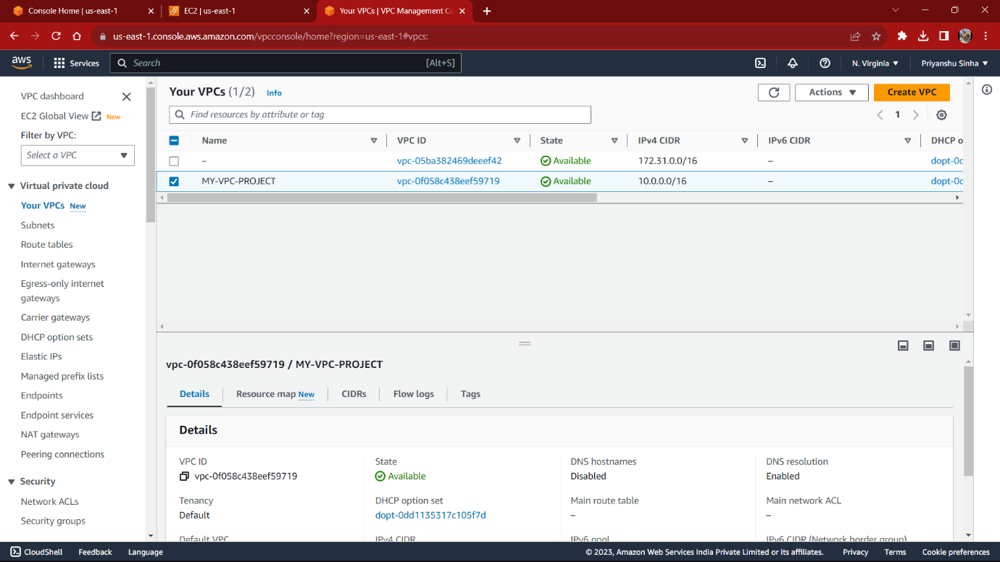 Console Home | us-east-1
EC2 | us-east-1
Your VPCs | VPC Management Co
us-east-1.console.aws.amazon.com/vpcconsole/home?region=us-east-1#vpcs:
aws
Services
Search
[Alt+S]
N. Virginia
Priyanshu Sinha
VPC dashboard
EC2 Global View New
Filter by VPC:
Select a VPC
Virtual private cloud
Your VPCs New
Subnets
Route tables
Internet gateways
Egress-only internet
gateways
Carrier gateways
DHCP option sets
Elastic IPs
Managed prefix lists
Endpoints
Endpoint services
NAT gateways
Peering connections
Security
Network ACLs
Security groups
Your VPCs (1/2) Info
Actions
Create VPC
Find resources by attribute or tag
1
Name VPC ID State IPv4 CIDR IPv6 CIDR DHCP o
– vpc-05ba382469deeef42 Available 172.31.0.0/16 – dopt-0d
MY-VPC-PROJECT vpc-0f058c438eef59719 Available 10.0.0.0/16 – dopt-0d
vpc-0f058c438eef59719 / MY-VPC-PROJECT
Details Resource map New CIDRs Flow logs Tags
Details
VPC ID
vpc-0f058c438eef59719
State
Available
DNS hostnames
Disabled
DNS resolution
Enabled
Tenancy
Default
DHCP option set
dopt-0dd1135317c105f7d
Main route table
–
Main network ACL
–
Default VPC
IPv4 CIDR
IPv6 pool
IPv6 CIDR (Network border group)
CloudShell
Feedback
Language
© 2023, Amazon Web Services India Private Limited or its affiliates.
Privacy
Terms
Cookie preferences